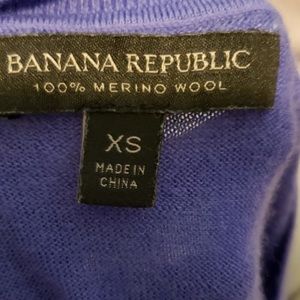 BANANA REPUBLIC
100% MERINO WOOL
XS
MADE IN
CHINA